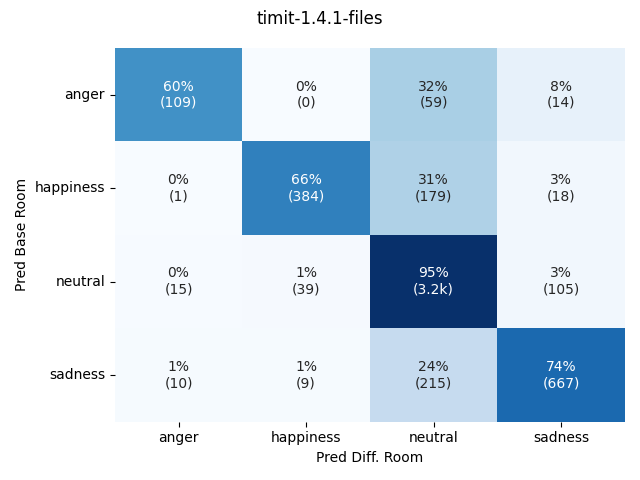 timit-1.4.1-files
anger 60% 0% 32% 8%
(109) (0) (59) (14)
happiness 0% 66% 31% 3%
(1) (384) (179) (18)
neutral 0% 1% 95% 3%
(15) (39) (3.2k) (105)
sadness 1% 1% 24% 74%
(10) (9) (215) (667)
Pred Base Room
anger happiness neutral sadness
Pred Diff. Room